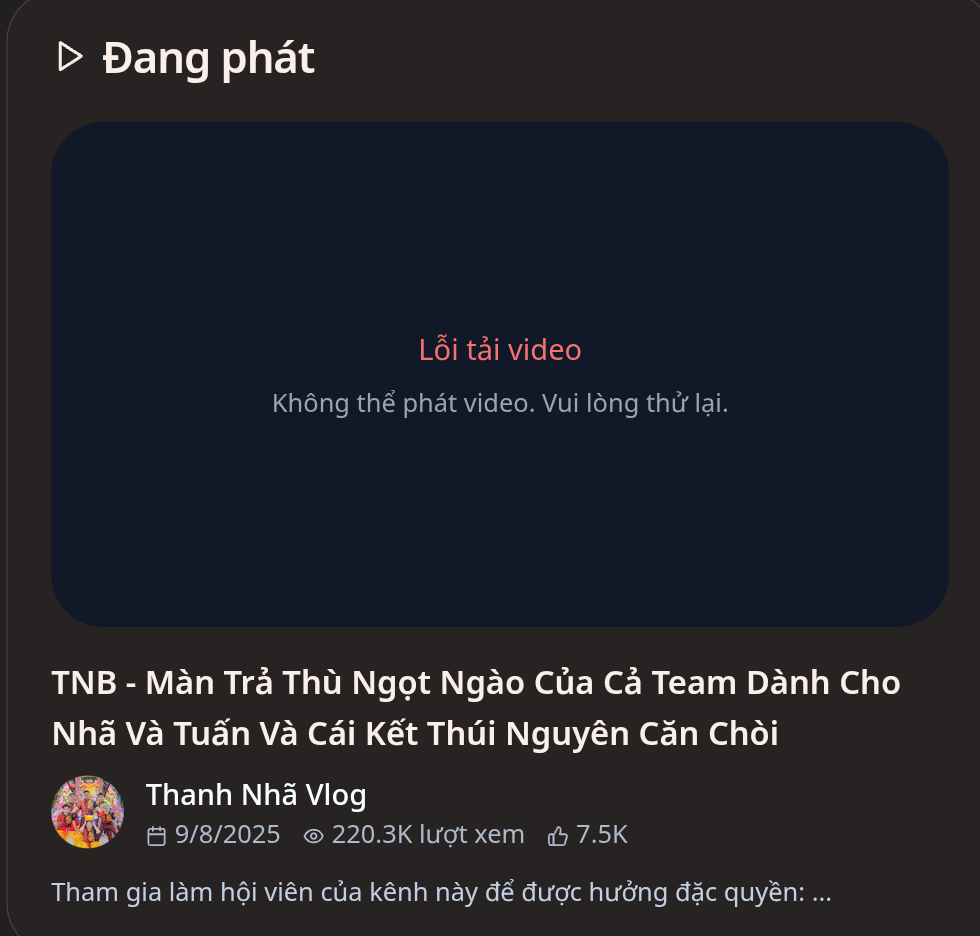 Đang phát
Lỗi tải video
Không thể phát video. Vui lòng thử lại.
TNB - Màn Trả Thù Ngọt Ngào Của Cả Team Dành Cho
Nhã Và Tuấn Và Cái Kết Thúi Nguyên Căn Chòi
Thanh Nhã Vlog
9/8/2025 220.3K lượt xem 7.5K
Tham gia làm hội viên của kênh này để được hưởng đặc quyền: ...